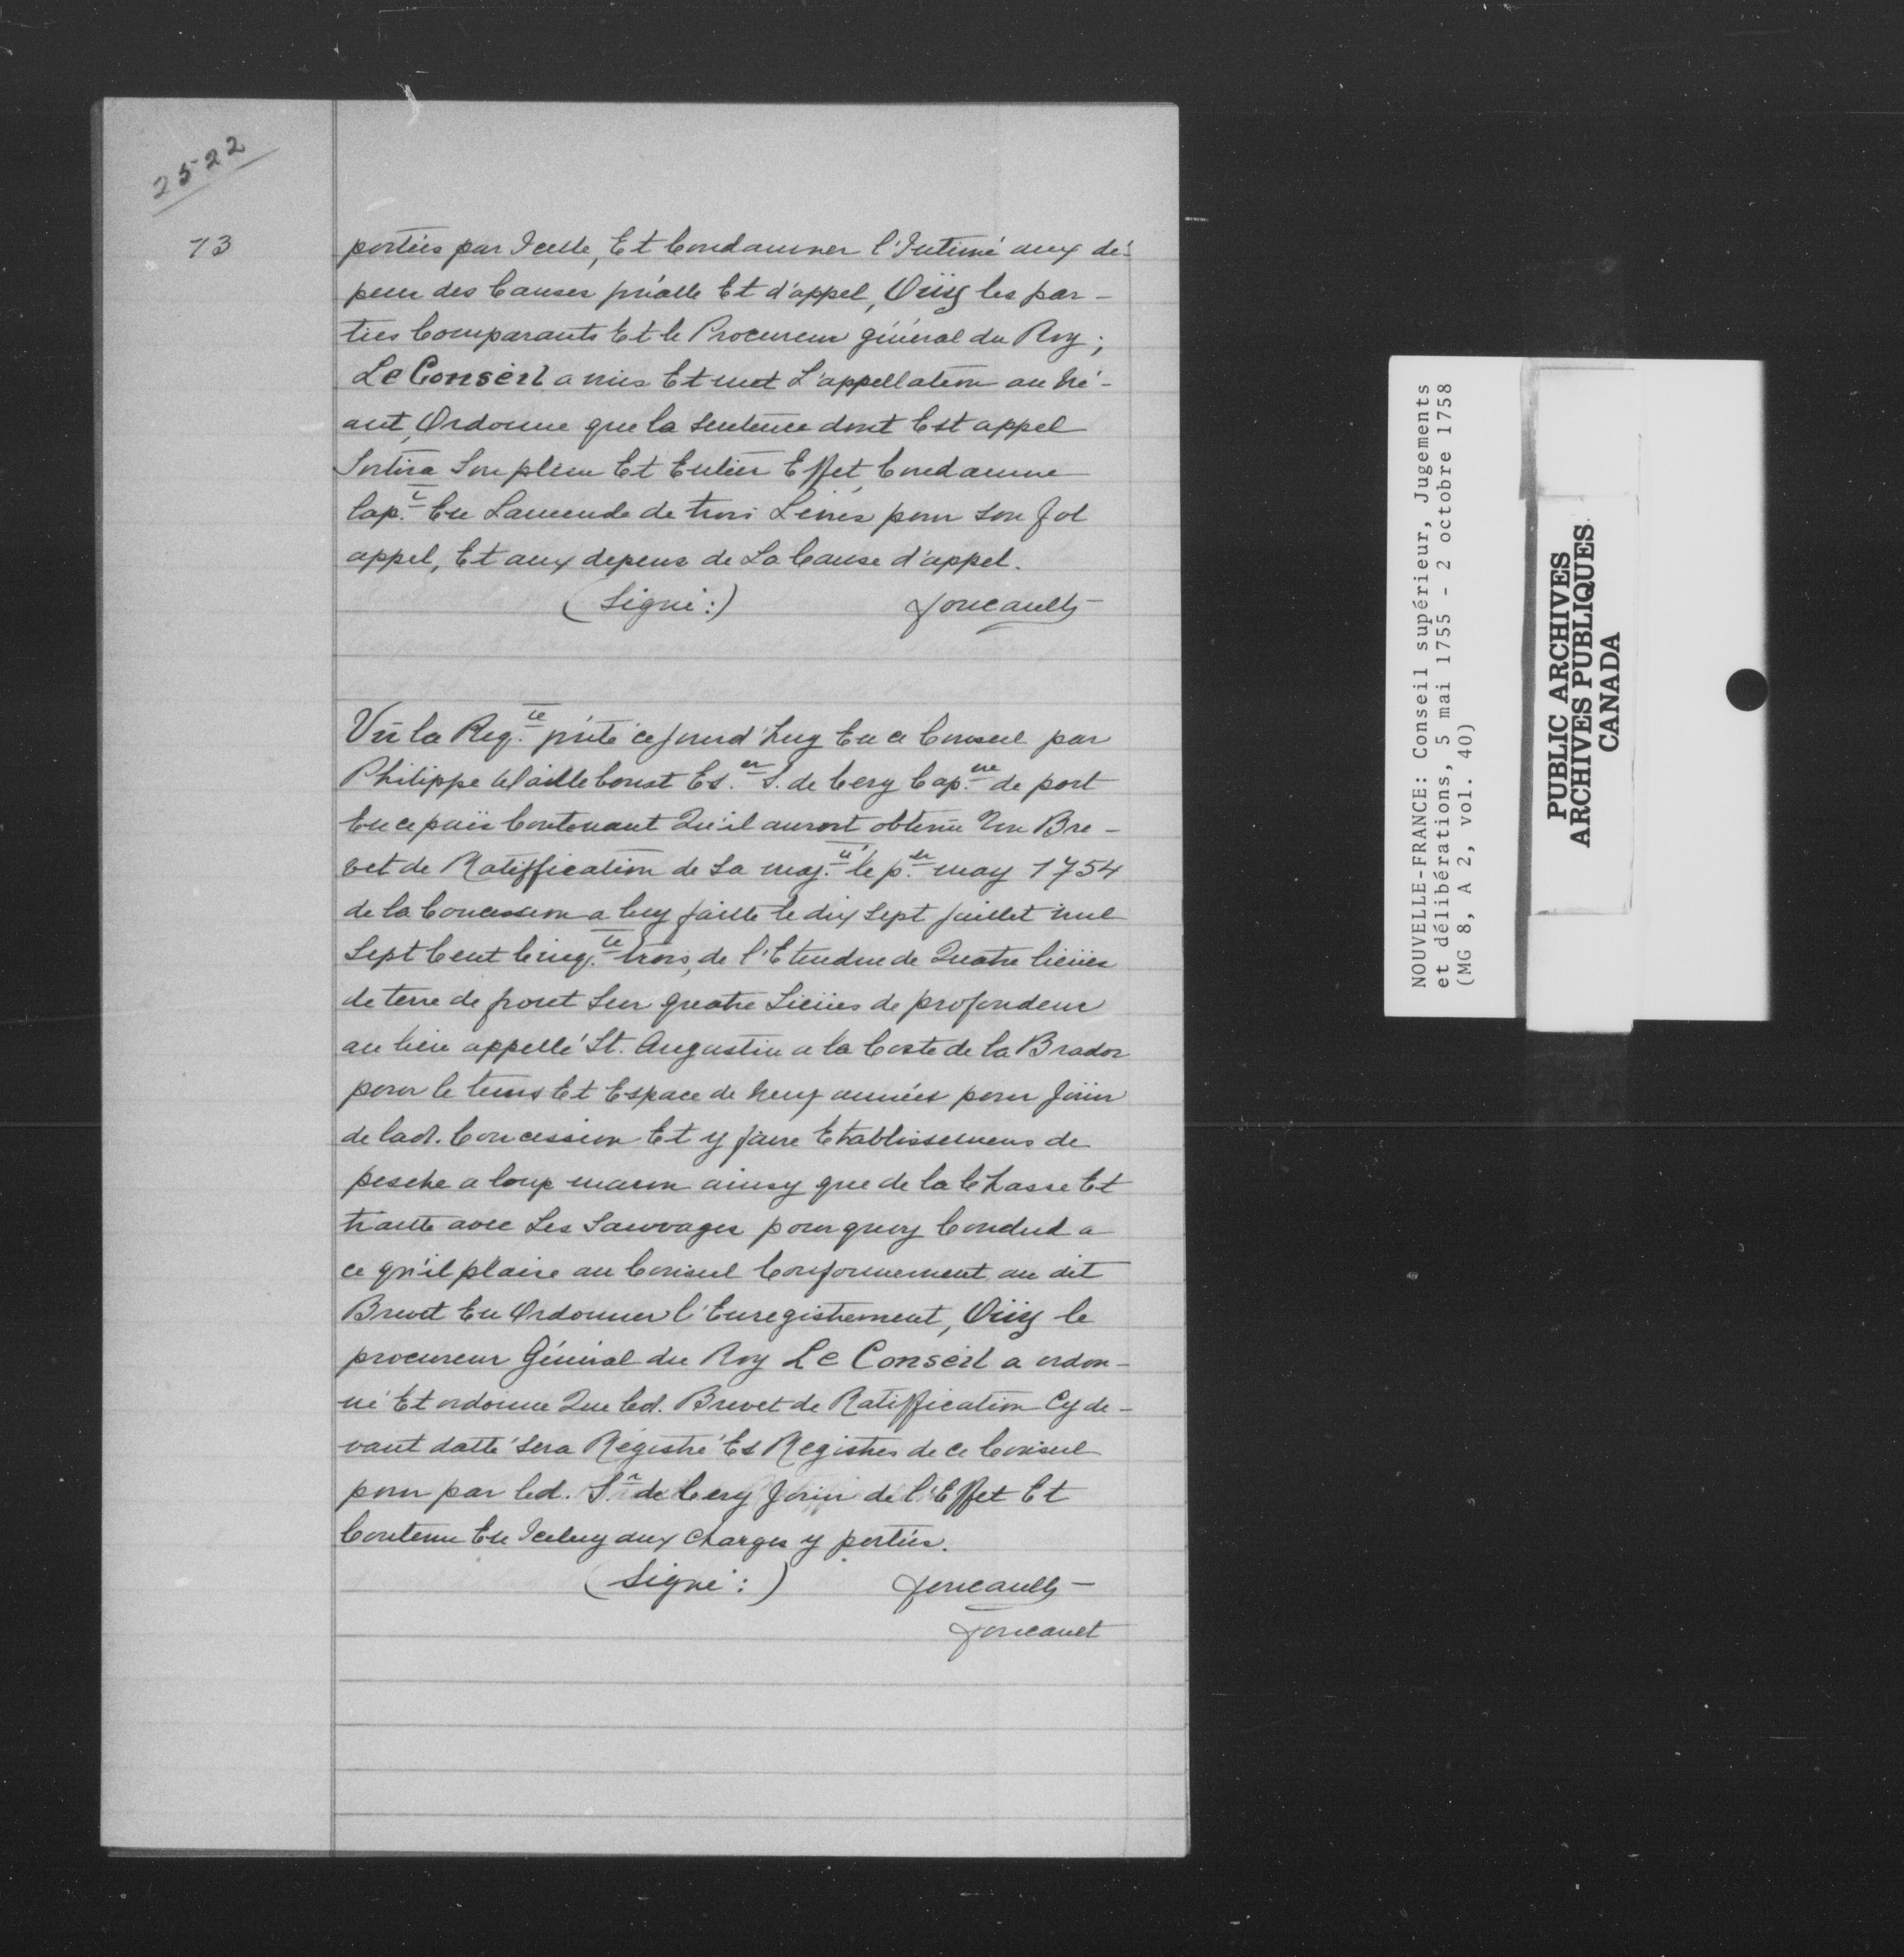 2522
73
portées par Icelle, Et Condamner l'Intimé aux dé-
pens des Causes prâlle Et d'appel, Oüy les par-
ties Comparants Et le Procureur général du Roy;
Le Conseil a mis Et met L'appellation au Né-
ant, Ordonne que la Sentence dont Est appel
Sortira Son plein Et Entier Effet, Condamne
Lap.t En Lamende de trois Livres pour son fol
appel, Et aux depens de La Cause d'appel.
(Signé:) Foucault
Vû la Req.te pr'ite cejourd'huy En ce Conseil par
Philippe Dailleboust Es.er S. de Cery Cap.ne de port
En ce païs Contenant Qu'il auroit obtenu Un Bre-
vet de Ratiffication de Sa maj.té le p.er may 1754
de la Concession a luy faitte le dix Sept Juillet mil
Sept Cent Cinq.te trois, de l'Etendue de Quatre lieües
de terre de front Sur quatre Lieües de profondeur
au lieu appellé St. Augustin a la Coste de la Brador
pour le tems Et Espace de Neuf années pour Joüir
de lad. Concession Et y faire Etablissemens de
pesche a loup marin ainsy que de la Chasse Et
traitte avec Les Sauvages pourquoy Conclud a
ce qu'il plaise au Conseil Conformement au dit
Brevet En Ordonner l'Enregistrement, Oüy le
procureur Général du Roy Le Conseil a ordon-
né Et ordonne Que led. Brevet de Ratiffication Cy de-
vant datté Sera Régistré Es Registres de ce Conseil
pour par led. S.r de Cery Joüir de l'Effet Et
Contenu En Iceluy aux Charges y portées.
(Signé:) Foucault
Foucault
NOUVELLE-FRANCE: Conseil supérieur, Jugements
et délibérations, 5 mai 1755 - 2 octobre 1758
(MG 8, A 2, vol. 40)
PUBLIC ARCHIVES
ARCHIVES PUBLIQUES
CANADA